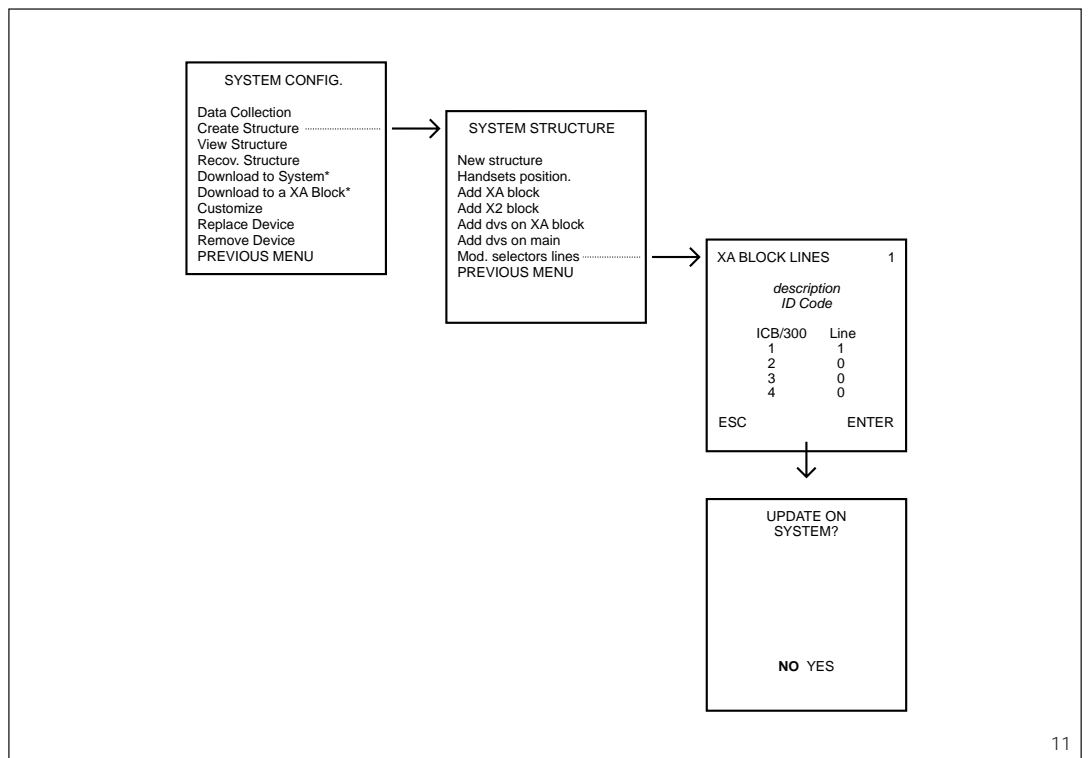 SYSTEM CONFIG.
Data Collection
Create Structure
View Structure
Recov. Structure
Download to System*
Download to a XA Block*
Customize
Replace Device
Remove Device
PREVIOUS MENU
SYSTEM STRUCTURE
New structure
Handsets position.
Add XA block
Add X2 block
Add dvs on XA block
Add dvs on main
Mod. selectors lines
PREVIOUS MENU
XA BLOCK LINES 1
description
ID Code
ICB/300 Line
1 1
2 0
3 0
4 0
ESC ENTER
UPDATE ON
SYSTEM?
NO YES
11